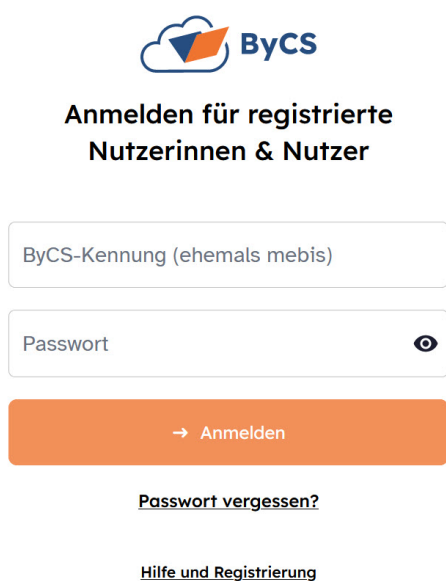 ByCS
Anmelden für registrierte
Nutzerinnen & Nutzer
ByCS-Kennung (ehemals mebis)
Passwort
→ Anmelden
Passwort vergessen?
Hilfe und Registrierung